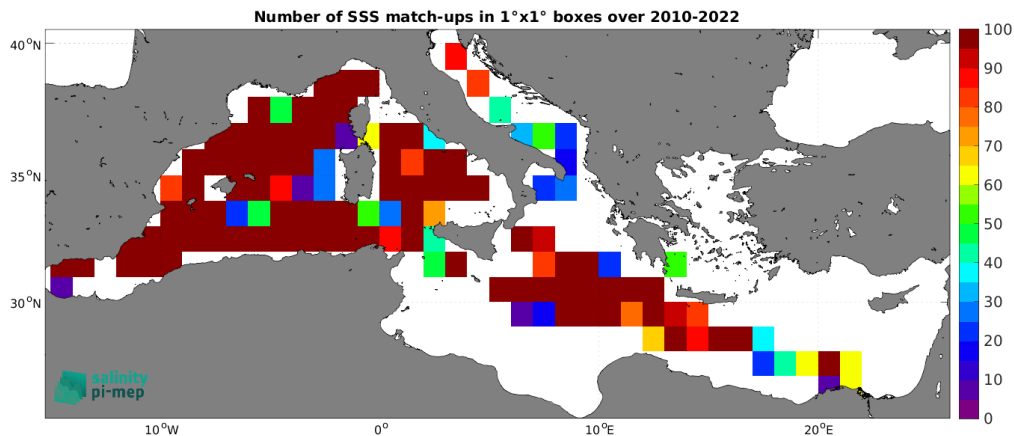 Number of SSS match-ups in 1°x1° boxes over 2010-2022
40°N
35°N
30°N
10°W
0°
10°E
20°E
100
90
80
70
60
50
40
30
20
10
0
salinity
pi-mep